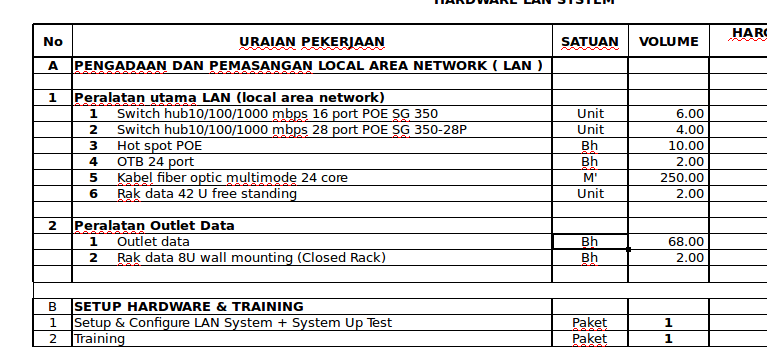 HARDWARE LAN SYSTEM
No URAIAN PEKERJAAN SATUAN VOLUME
A PENGADAAN DAN PEMASANGAN LOCAL AREA NETWORK ( LAN )
1 Peralatan utama LAN (local area network)
1 Switch hub10/100/1000 mbps 16 port POE SG 350 Unit 6.00
2 Switch hub10/100/1000 mbps 28 port POE SG 350-28P Unit 4.00
3 Hot spot POE Bh 10.00
4 OTB 24 port Bh 2.00
5 Kabel fiber optic multimode 24 core M' 250.00
6 Rak data 42 U free standing Unit 2.00
2 Peralatan Outlet Data
1 Outlet data Bh 68.00
2 Rak data 8U wall mounting (Closed Rack) Bh 2.00
B SETUP HARDWARE & TRAINING
1 Setup & Configure LAN System + System Up Test Paket 1
2 Training Paket 1